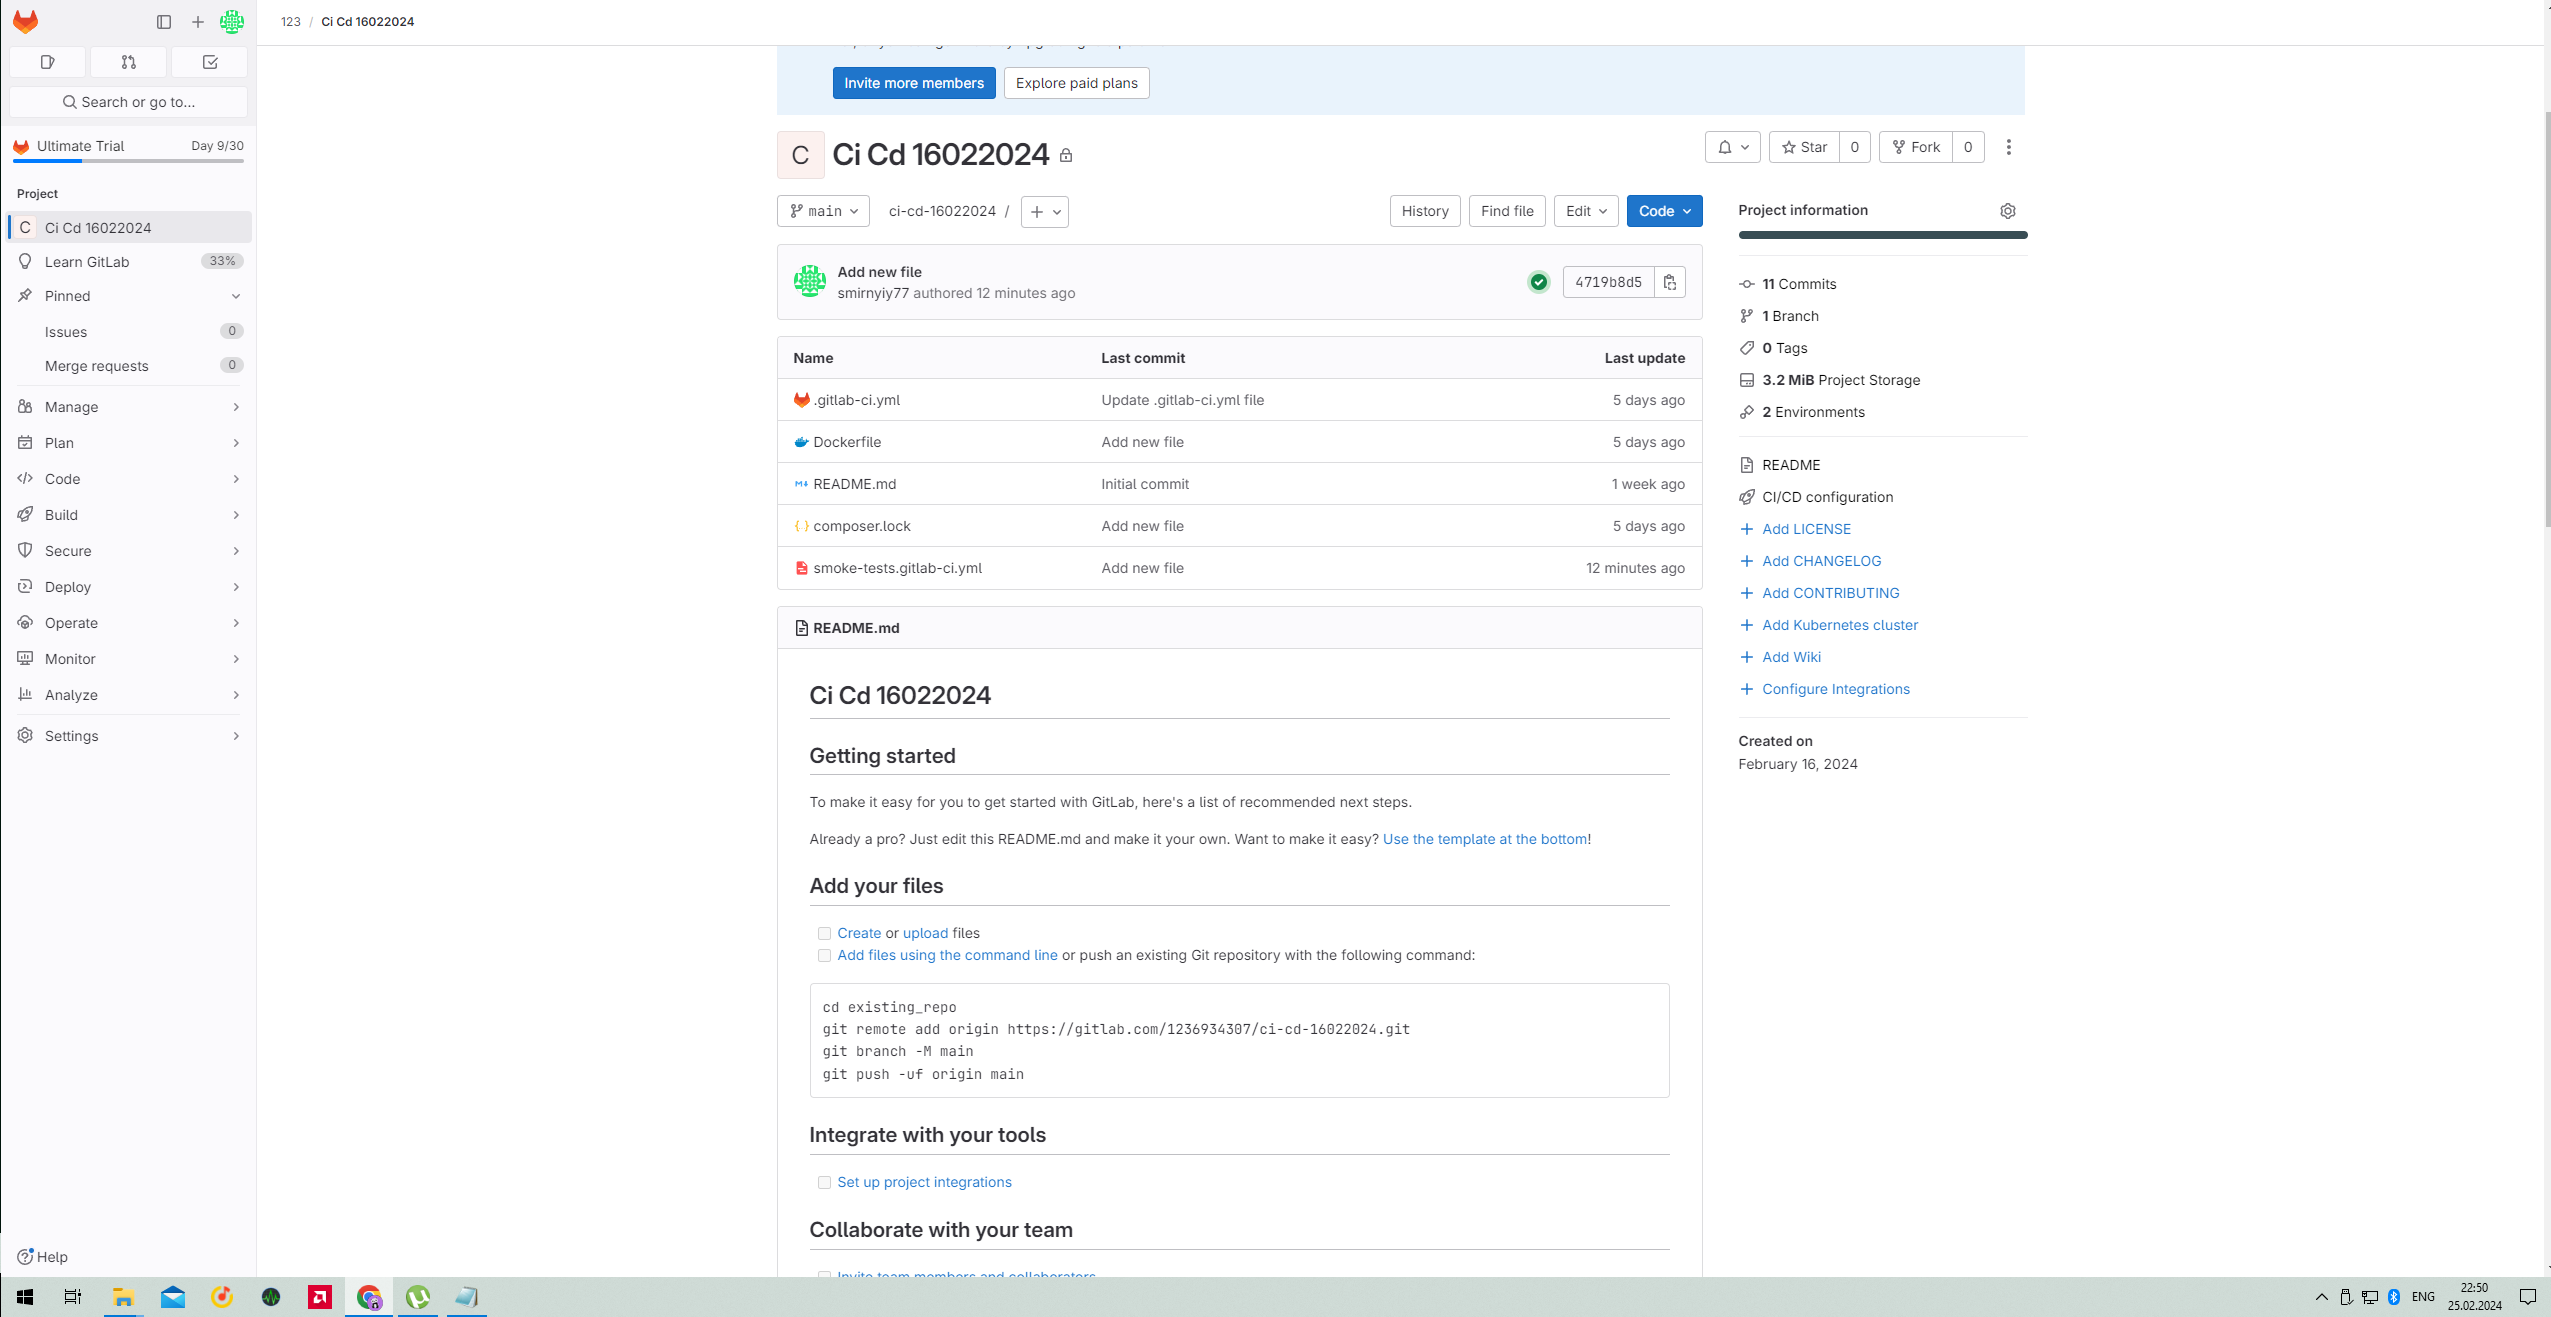 123 / Ci Cd 16022024
Search or go to...
Ultimate Trial Day 9/30
Project
C Ci Cd 16022024
Learn GitLab 33%
Pinned
Issues 0
Merge requests 0
Manage
Plan
Code
Build
Secure
Deploy
Operate
Monitor
Analyze
Settings
Help
Invite more members Explore paid plans
C Ci Cd 16022024
Star 0 Fork 0
main ci-cd-16022024 / History Find file Edit Code
Add new file
smirnyiy77 authored 12 minutes ago
4719b8d5
Name Last commit Last update
.gitlab-ci.yml Update .gitlab-ci.yml file 5 days ago
Dockerfile Add new file 5 days ago
README.md Initial commit 1 week ago
composer.lock Add new file 5 days ago
smoke-tests.gitlab-ci.yml Add new file 12 minutes ago
README.md
Ci Cd 16022024
Getting started
To make it easy for you to get started with GitLab, here's a list of recommended next steps.
Already a pro? Just edit this README.md and make it your own. Want to make it easy? Use the template at the bottom!
Add your files
Create or upload files
Add files using the command line or push an existing Git repository with the following command:
cd existing_repo
git remote add origin https://gitlab.com/1236934307/ci-cd-16022024.git
git branch -M main
git push -uf origin main
Integrate with your tools
Set up project integrations
Collaborate with your team
Invite team members and collaborators
Project information
11 Commits
1 Branch
0 Tags
3.2 MiB Project Storage
2 Environments
README
CI/CD configuration
Add LICENSE
Add CHANGELOG
Add CONTRIBUTING
Add Kubernetes cluster
Add Wiki
Configure Integrations
Created on
February 16, 2024
ENG
22:50
25.02.2024